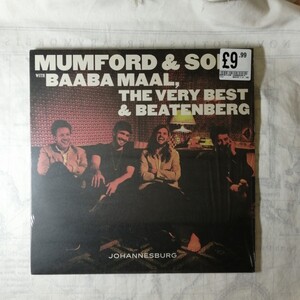 MUMFORD & SO
WITH BAABA MAAL,
THE VERY BEST
& BEATENBERG
£9.99
JOHANNESBURG